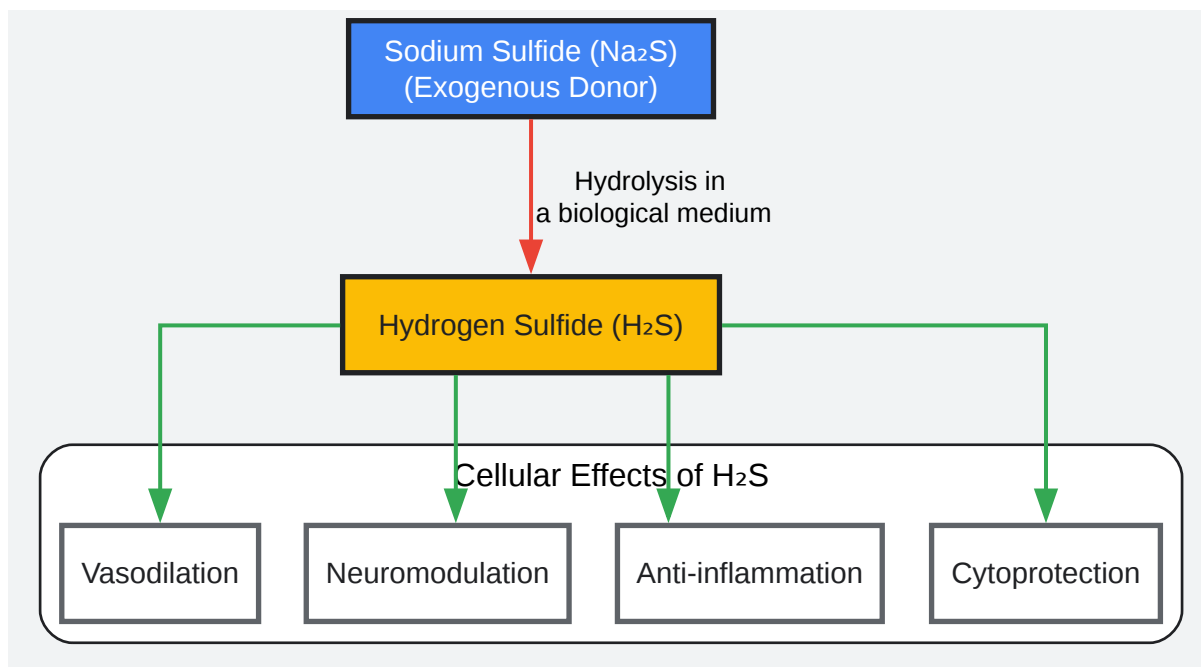 Sodium Sulfide (Na₂S)
(Exogenous Donor)
Hydrolysis in
a biological medium
Hydrogen Sulfide (H₂S)
Cellular Effects of H₂S
Vasodilation
Neuromodulation
Anti-inflammation
Cytoprotection